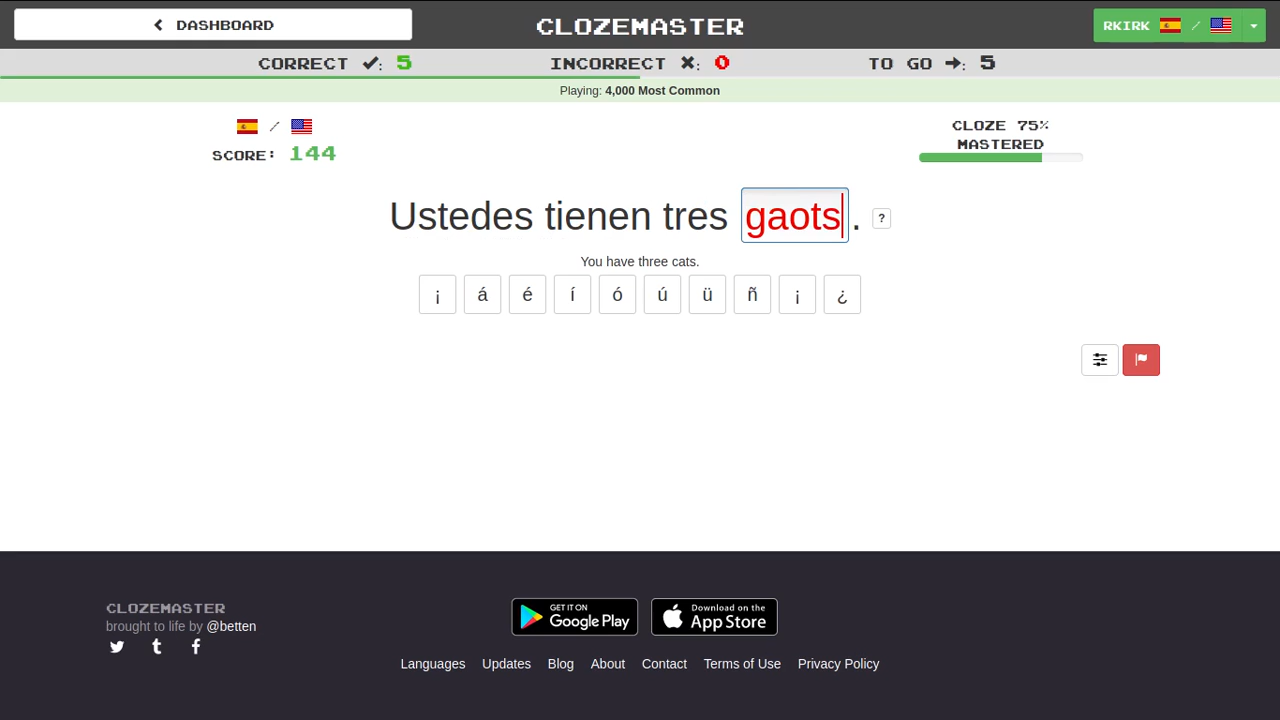 DASHBOARD
CLOZEMASTER
RKIRK /
CORRECT ✔: 5
INCORRECT ✖: 0
TO GO ➔: 5
Playing: 4,000 Most Common
/
SCORE: 144
CLOZE 75%
MASTERED
Ustedes tienen tres gaots. ?
You have three cats.
¡ á é í ó ú ü ñ ¡ ¿
CLOZEMASTER
brought to life by @betten
GET IT ON
Google Play
Download on the
App Store
Languages Updates Blog About Contact Terms of Use Privacy Policy